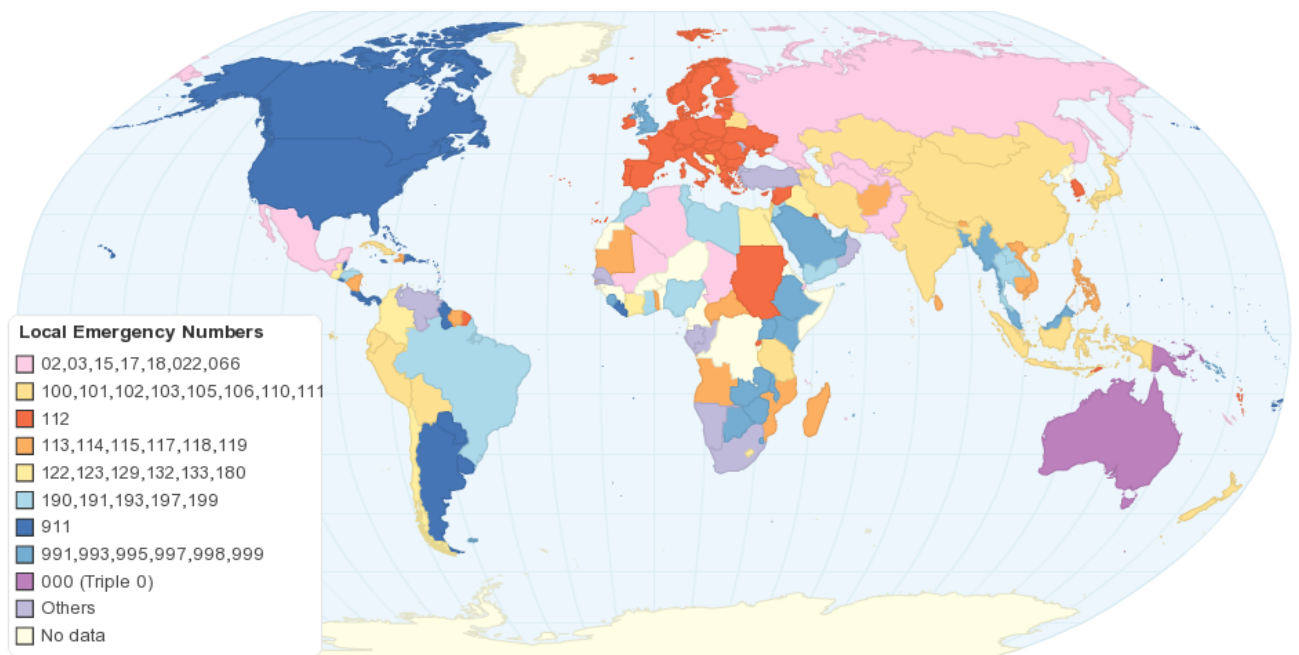 Local Emergency Numbers
02,03,15,17,18,022,066
100,101,102,103,105,106,110,111
112
113,114,115,117,118,119
122,123,129,132,133,180
190,191,193,197,199
911
991,993,995,997,998,999
000 (Triple 0)
Others
No data